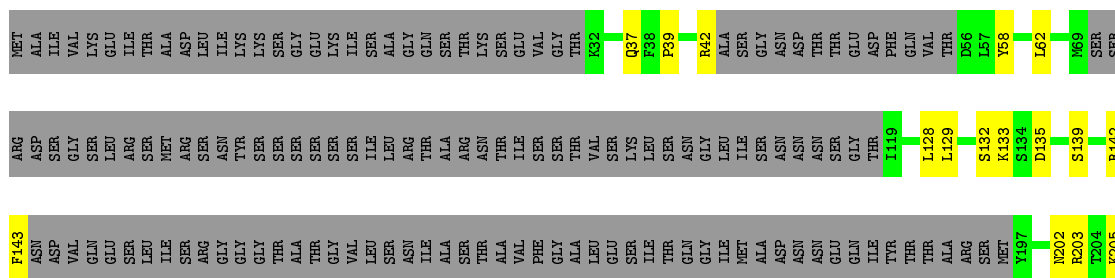 MET ALA ILE VAL LYS GLU ILE THR ALA ASP LEU ILE LYS LYS SER GLY GLU LYS ILE SER ALA GLY GLN SER THR LYS SER GLU VAL GLY THR K32 Q37 F38 P39 R42 ALA SER GLY ASN ASP THR THR GLU ASP PHE GLN VAL THR D56 L57 Y58 L62 M69 SER SER
ARG ASP SER GLY SER LEU ARG SER MET ARG SER ASN TYR SER SER SER SER SER SER ILE LEU ARG THR ALA ARG ASN THR ILE SER SER THR VAL SER LYS LEU SER ASN GLY LEU ILE SER ASN ASN ASN SER GLY THR I119 L128 L129 S132 K133 S134 D135 S139 R142
F143 ASN ASP VAL GLN GLU SER LEU ILE SER ARG GLY GLY GLY THR ALA THR GLY VAL LEU SER ASN ILE ALA SER THR ALA VAL PHE GLY ALA LEU GLU SER ILE THR GLN GLY ILE MET ALA ASP ASN ASN GLU GLN ILE TYR THR THR ALA ARG SER MET Y197 N202 R203 T204 K205